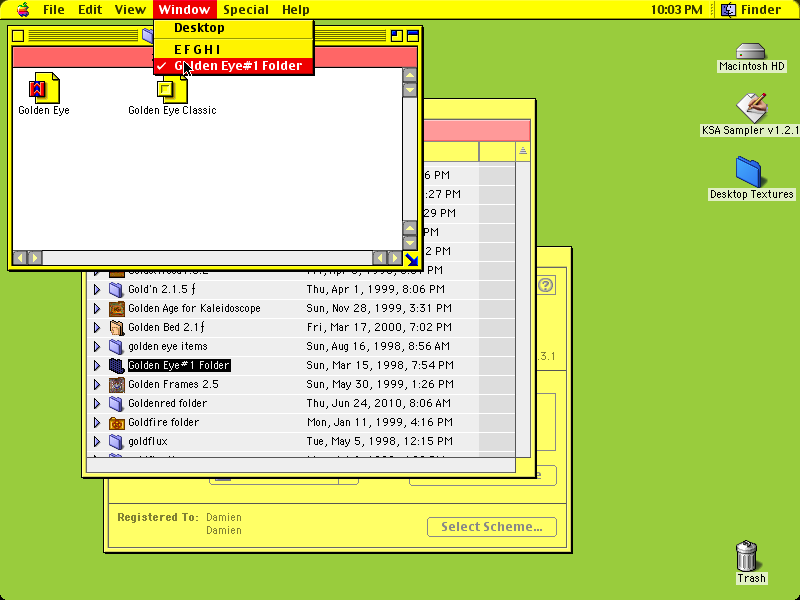 File Edit View Window Special Help 10:03 PM Finder
Desktop
E F G H I
✓ Golden Eye#1 Folder
Golden Eye
Golden Eye Classic
Macintosh HD
KSA Sampler v1.2.1
Desktop Textures
6 PM
:27 PM
29 PM
PM
2 PM
Gold'n 2.1.5 ƒ Thu, Apr 1, 1999, 8:06 PM
Golden Age for Kaleidoscope Sun, Nov 28, 1999, 3:31 PM
Golden Bed 2.1ƒ Fri, Mar 17, 2000, 7:02 PM
golden eye items Sun, Aug 16, 1998, 8:56 AM
.3.1
Golden Eye#1 Folder Sun, Mar 15, 1998, 7:54 PM
Golden Frames 2.5 Sun, May 30, 1999, 1:26 PM
Goldenred folder Thu, Jun 24, 2010, 8:06 AM
Goldfire folder Mon, Jan 11, 1999, 4:16 PM
goldflux Tue, May 5, 1998, 12:15 PM
Registered To: Damien
Damien
Select Scheme...
Trash